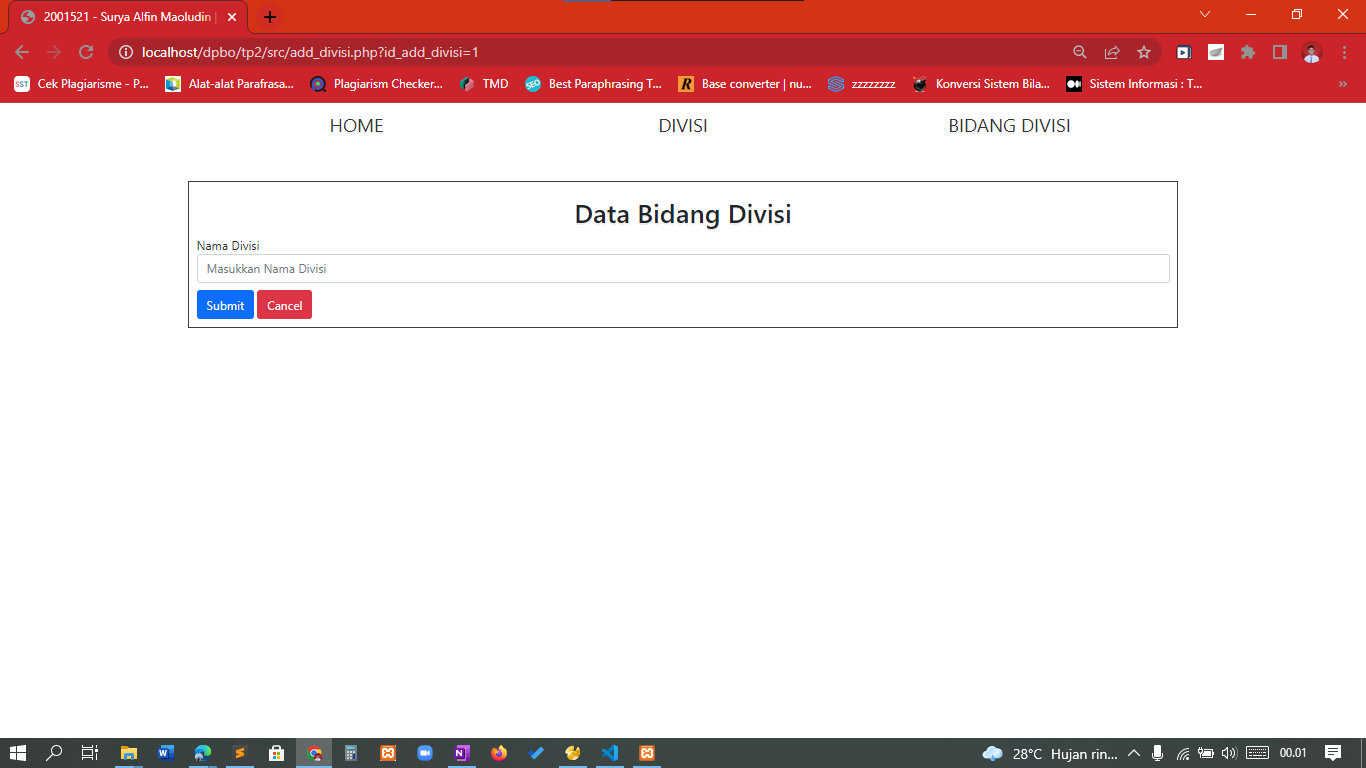 2001521 - Surya Alfin Maoludin |
localhost/dpbo/tp2/src/add_divisi.php?id_add_divisi=1
SST Cek Plagiarisme - P... Alat-alat Parafrasa... Plagiarism Checker... TMD SEO Best Paraphrasing T... R Base converter | nu... zzzzzzzz Konversi Sistem Bila... Sistem Informasi : T... »
HOME DIVISI BIDANG DIVISI
Data Bidang Divisi
Nama Divisi
Masukkan Nama Divisi
Submit Cancel
28°C Hujan rin... 00.01